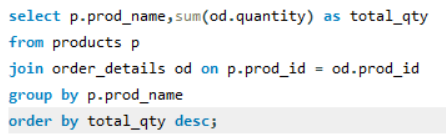 select p.prod_name,sum(od.quantity) as total_qty
from products p
join order_details od on p.prod_id = od.prod_id
group by p.prod_name
order by total_qty desc;